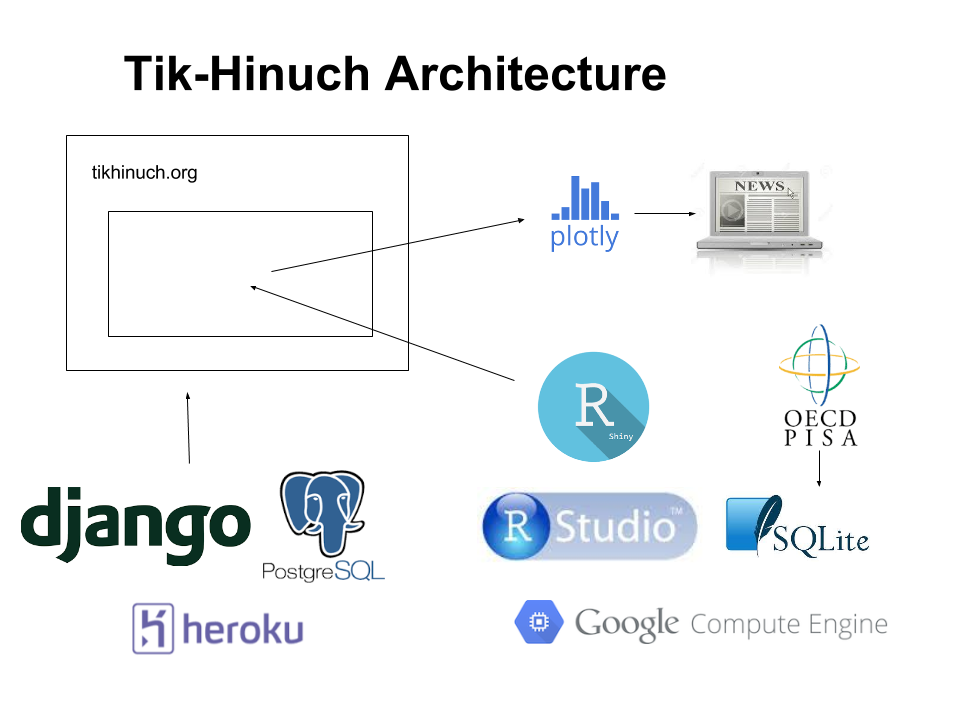 Tik-Hinuch Architecture
tikhinuch.org
plotly
NEWS
R
Shiny
OECD
PISA
django
PostgreSQL
R Studio™
SQLite
heroku
Google Compute Engine